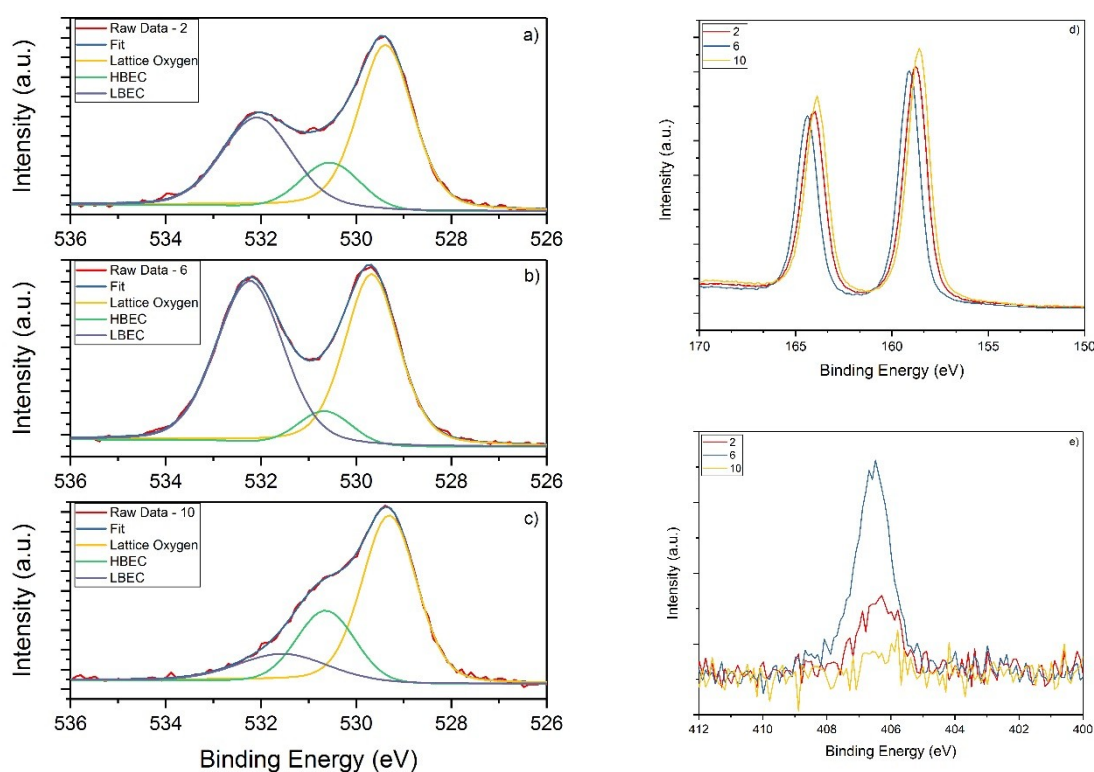 Raw Data - 2
Fit
Lattice Oxygen
HBEC
LBEC
a)
Intensity (a.u.)
536 534 532 530 528 526
Raw Data - 6
Fit
Lattice Oxygen
HBEC
LBEC
b)
Intensity (a.u.)
536 534 532 530 528 526
Raw Data - 10
Fit
Lattice Oxygen
HBEC
LBEC
c)
Intensity (a.u.)
536 534 532 530 528 526
Binding Energy (eV)
2
6
10
d)
Intensity (a.u.)
170 165 160 155 150
Binding Energy (eV)
2
6
10
e)
Intensity (a.u.)
412 410 408 406 404 402 400
Binding Energy (eV)